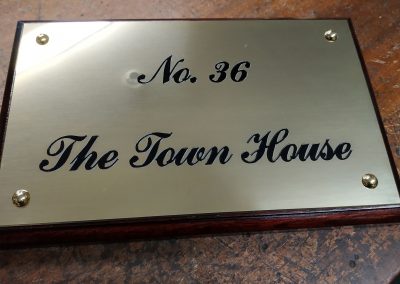 No. 36
The Town House